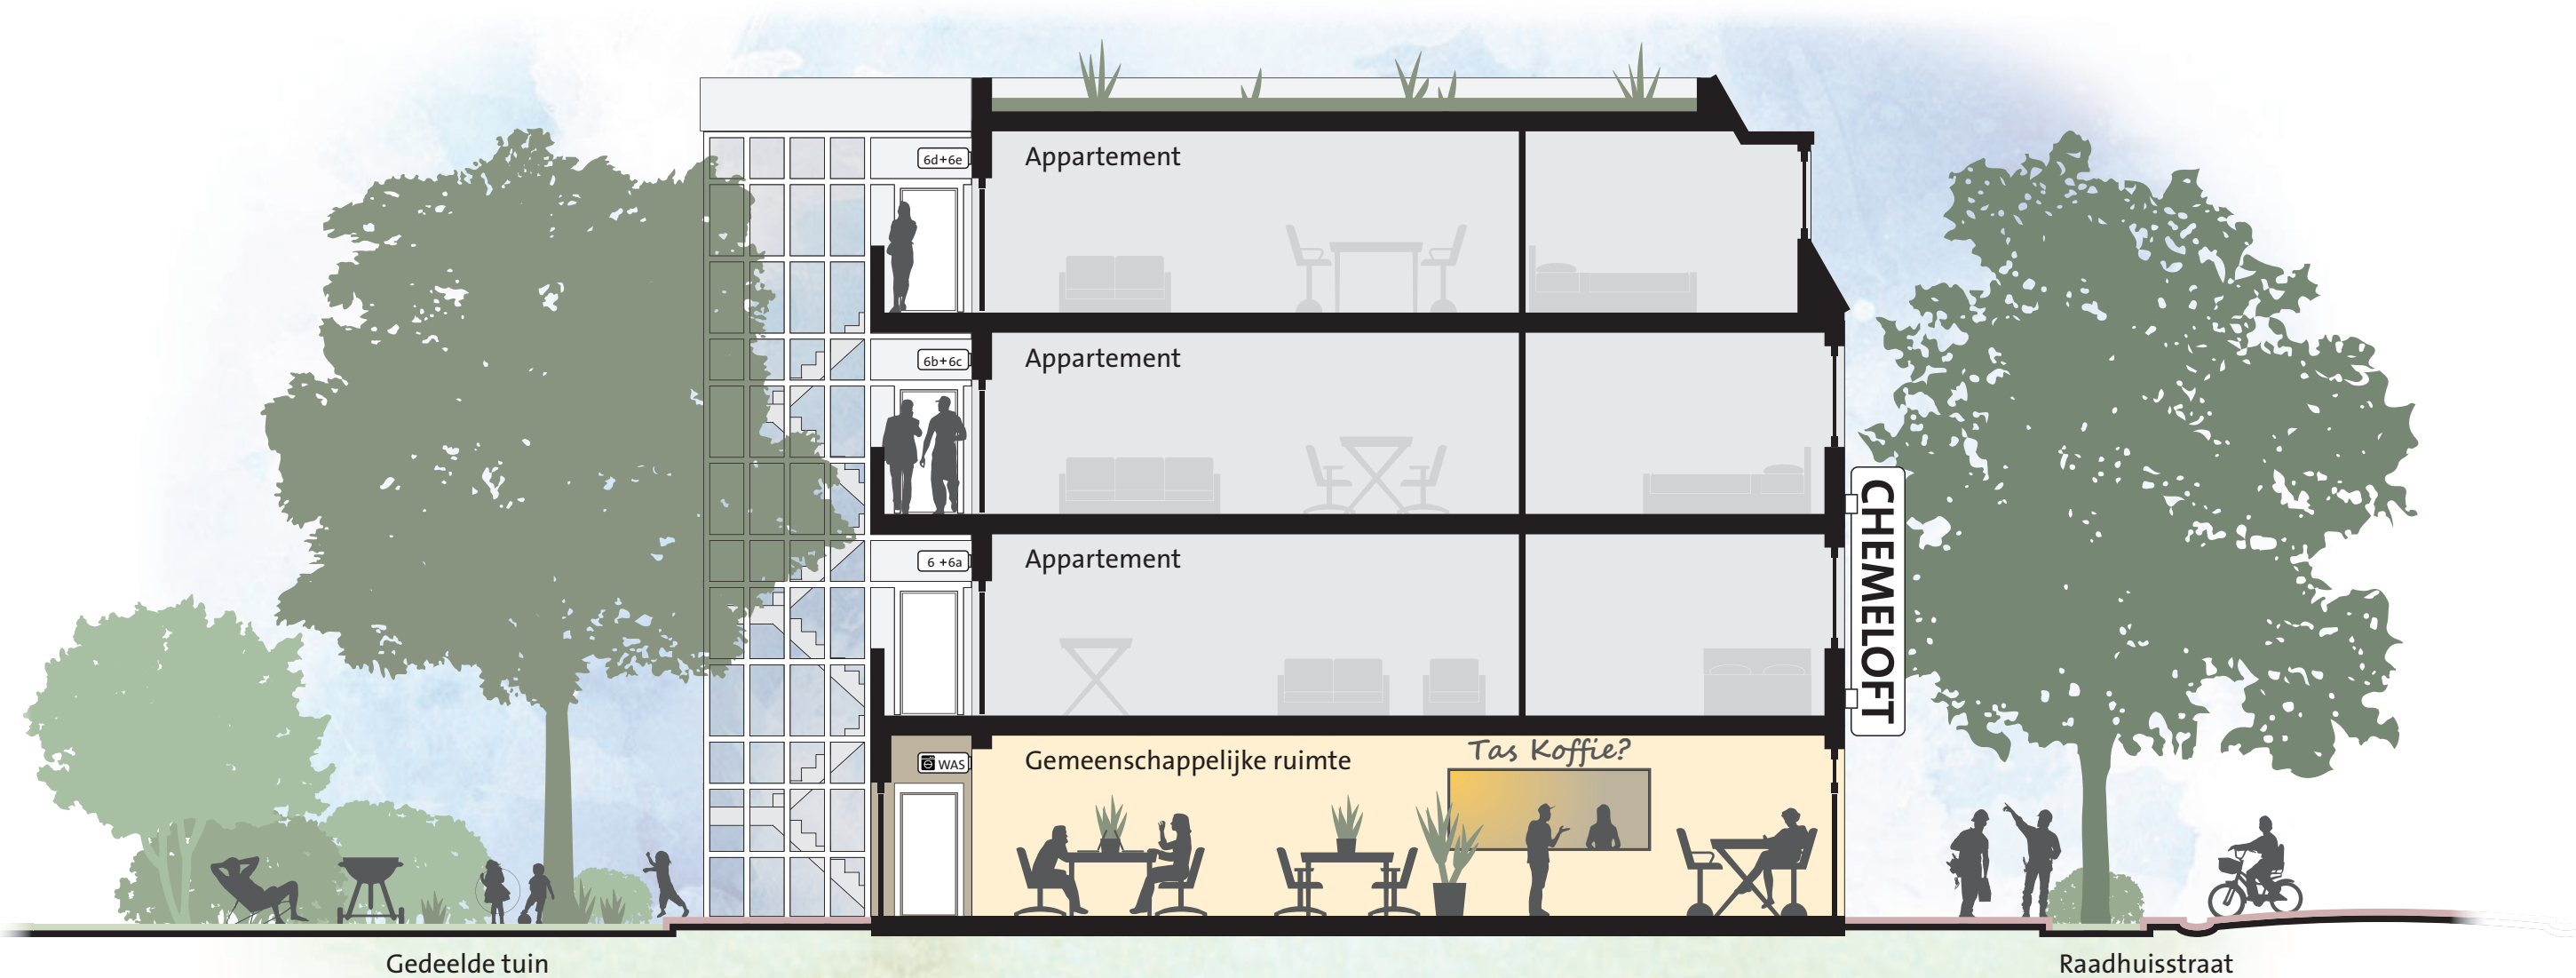 6d+6e
Appartement
6b+6c
Appartement
6 +6a
Appartement
CHEMELOFT
WAS
Gemeenschappelijke ruimte
Tas Koffie?
Gedeelde tuin
Raadhuisstraat